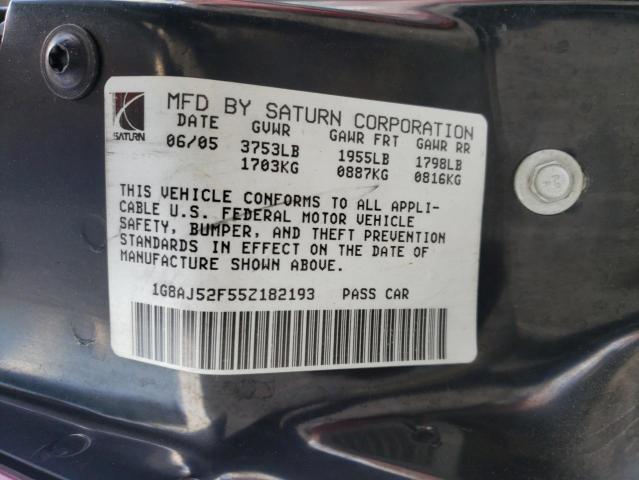 MFD BY SATURN CORPORATION
SATURN
DATE GVWR GAWR FRT GAWR RR
06/05 3753LB 1955LB 1798LB
1703KG 0887KG 0816KG
THIS VEHICLE CONFORMS TO ALL APPLI-
CABLE U.S. FEDERAL MOTOR VEHICLE
SAFETY, BUMPER, AND THEFT PREVENTION
STANDARDS IN EFFECT ON THE DATE OF
MANUFACTURE SHOWN ABOVE.
1G8AJ52F55Z182193 PASS CAR